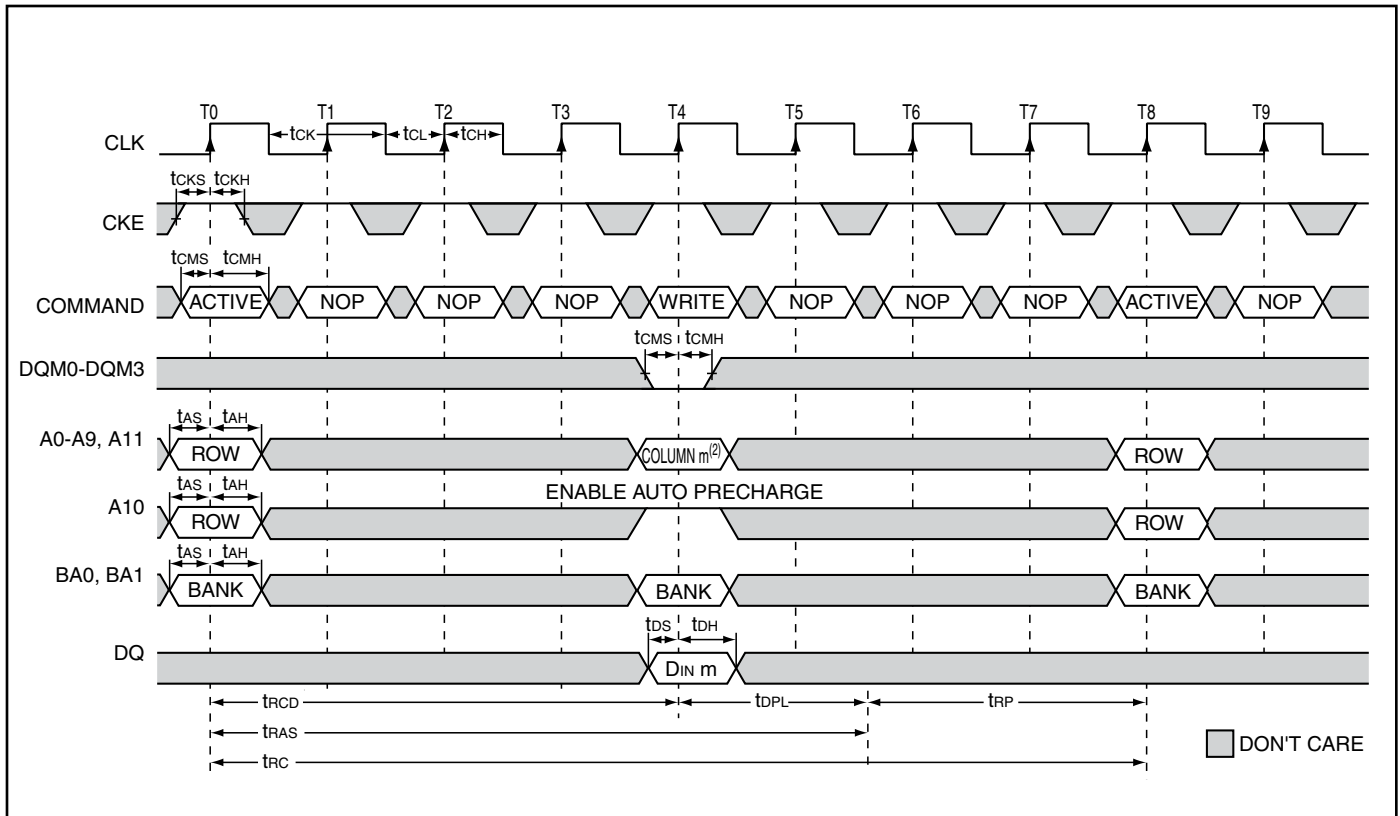 T0 T1 T2 T3 T4 T5 T6 T7 T8 T9
CLK tCK tCL tCH
tCKS tCKH
CKE
tCMS tCMH
COMMAND ACTIVE NOP NOP NOP WRITE NOP NOP NOP ACTIVE NOP
tCMS tCMH
DQM0-DQM3
tAS tAH
A0-A9, A11 ROW COLUMN m(2) ROW
tAS tAH ENABLE AUTO PRECHARGE
A10 ROW ROW
tAS tAH
BA0, BA1 BANK BANK BANK
tDS tDH
DQ DIN m
tRCD tDPL tRP
tRAS
tRC
DON'T CARE